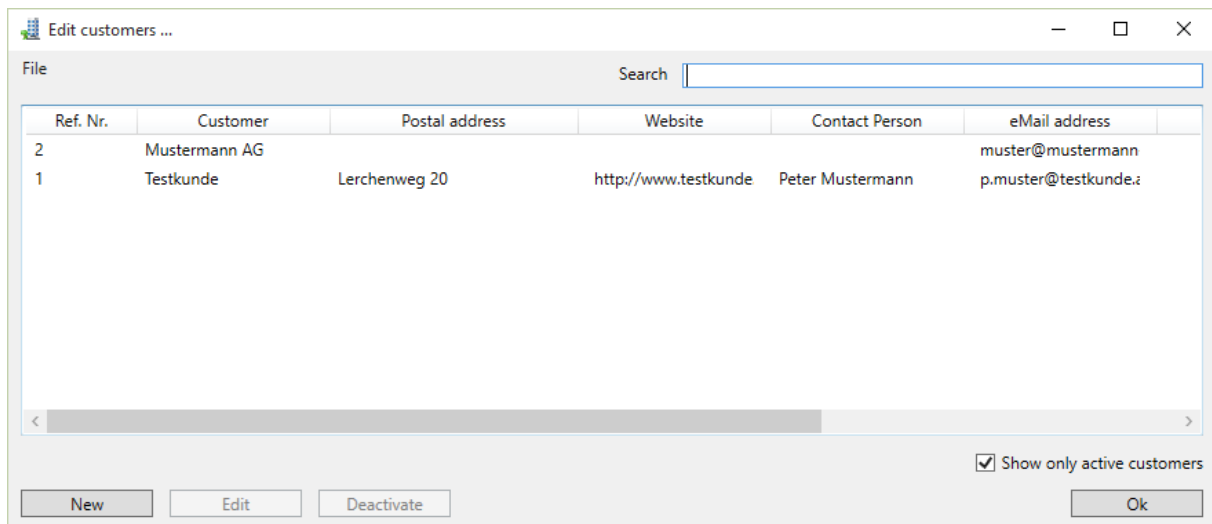 Edit customers ...
File Search
Ref. Nr. Customer Postal address Website Contact Person eMail address
2 Mustermann AG muster@mustermann
1 Testkunde Lerchenweg 20 http://www.testkunde Peter Mustermann p.muster@testkunde.a
Show only active customers
New Edit Deactivate Ok